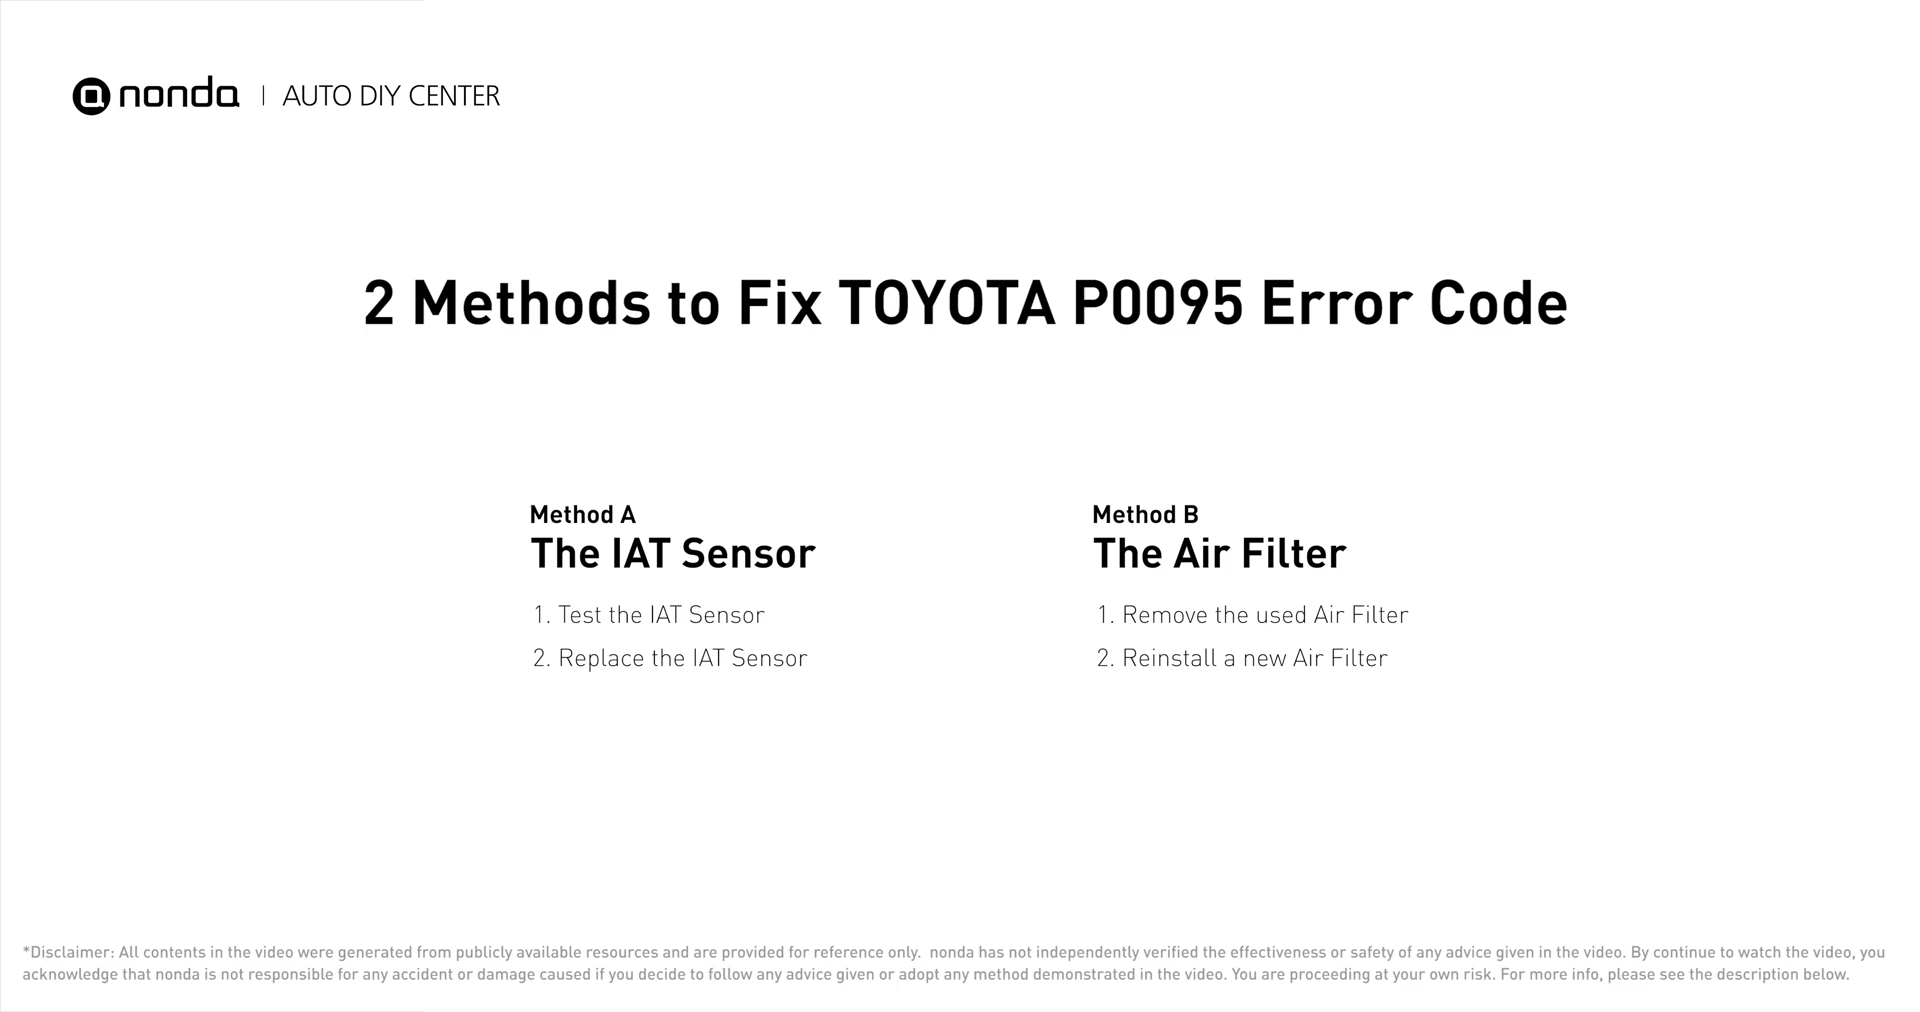 nonda | AUTO DIY CENTER
2 Methods to Fix TOYOTA P0095 Error Code
Method A
The IAT Sensor
1. Test the IAT Sensor
2. Replace the IAT Sensor
Method B
The Air Filter
1. Remove the used Air Filter
2. Reinstall a new Air Filter
*Disclaimer: All contents in the video were generated from publicly available resources and are provided for reference only.  nonda has not independently verified the effectiveness or safety of any advice given in the video. By continue to watch the video, you
acknowledge that nonda is not responsible for any accident or damage caused if you decide to follow any advice given or adopt any method demonstrated in the video. You are proceeding at your own risk. For more info, please see the description below.